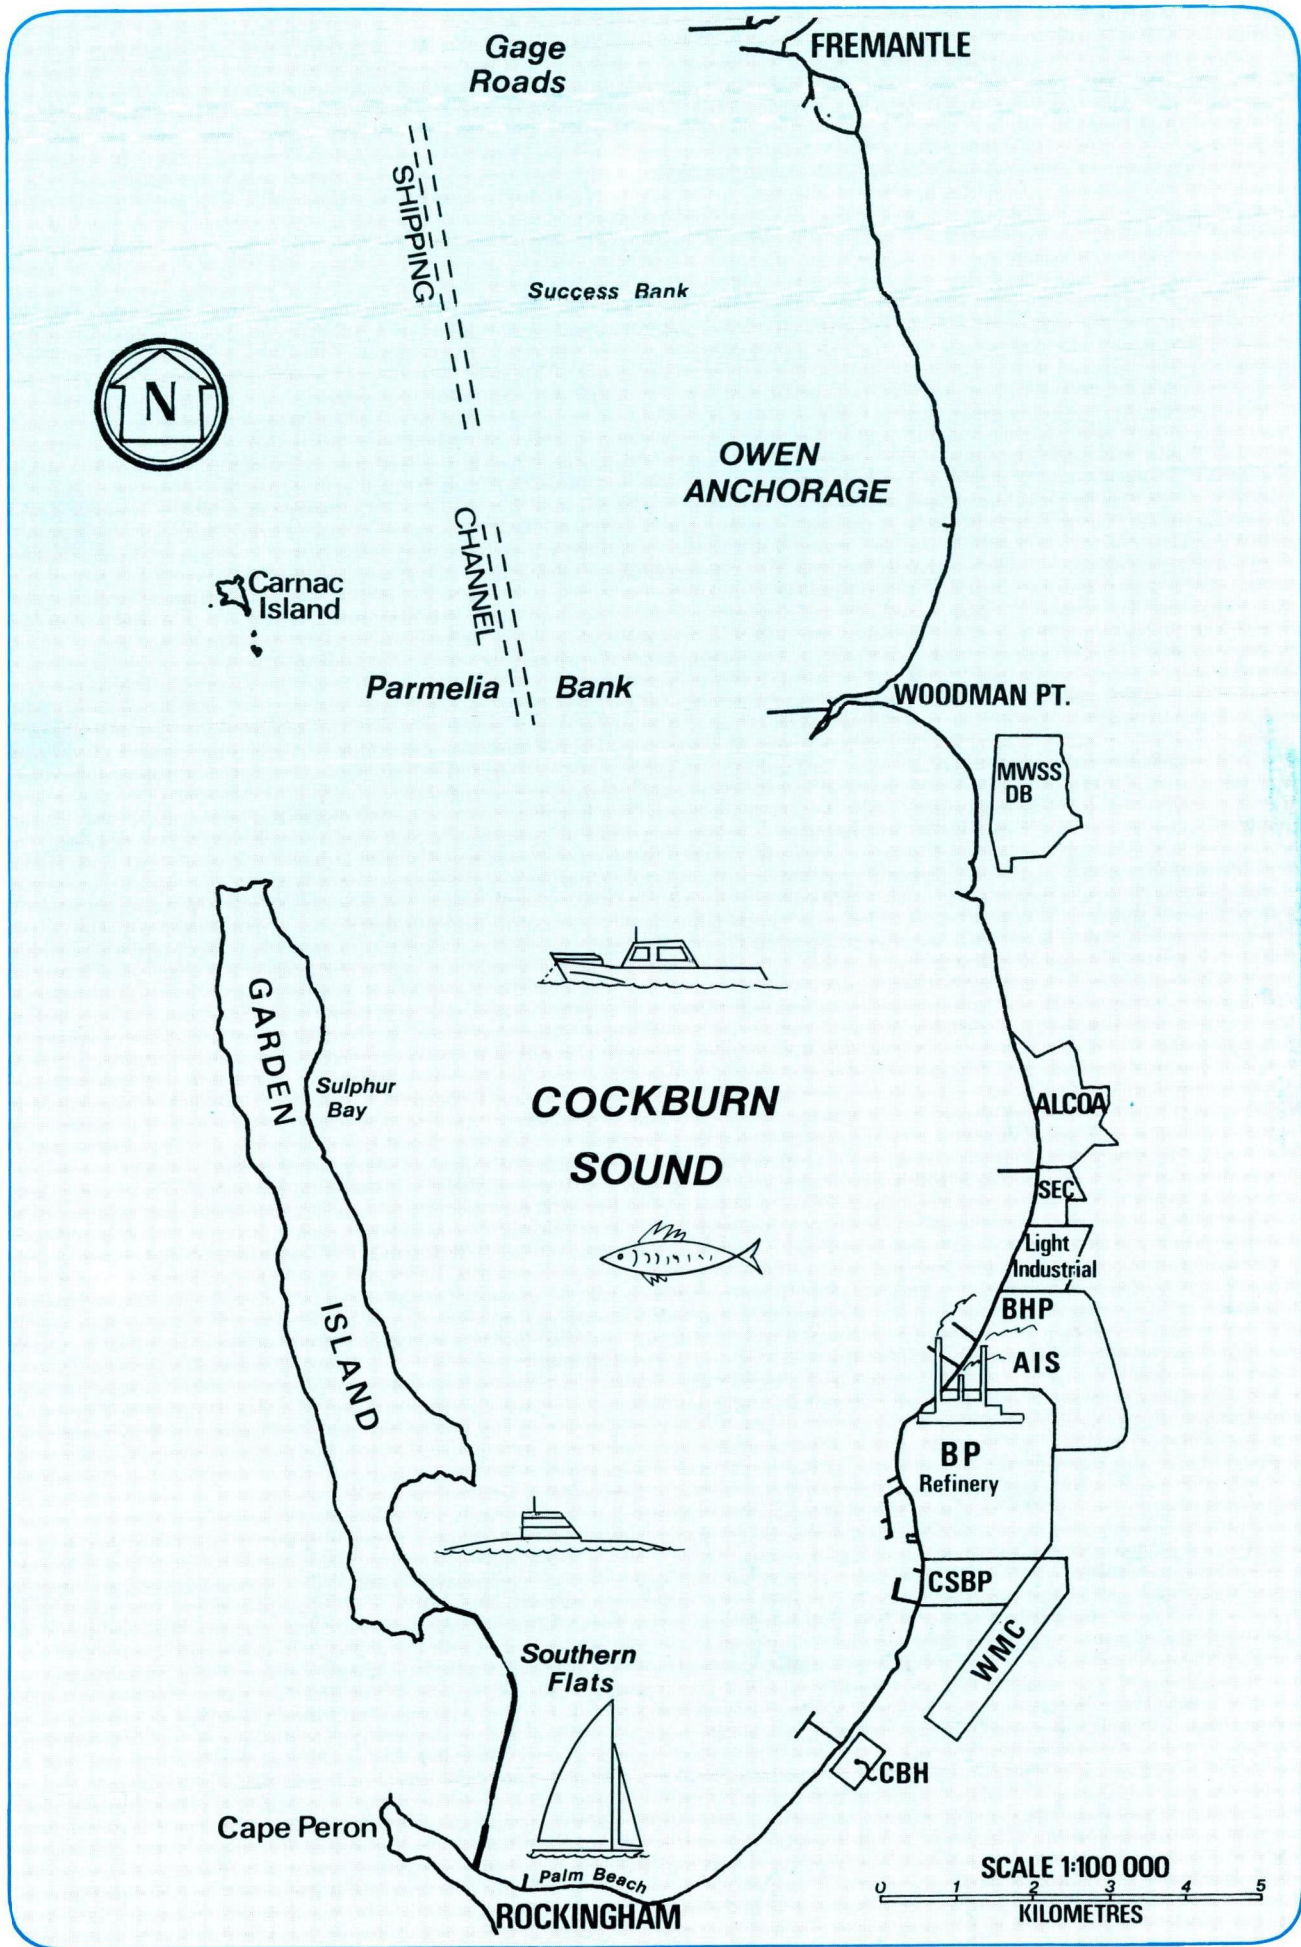 Gage
Roads
FREMANTLE
SHIPPING
Success Bank
N
OWEN
ANCHORAGE
CHANNEL
Carnac
Island
Parmelia Bank
WOODMAN PT.
MWSS
DB
GARDEN
Sulphur
Bay
COCKBURN
SOUND
ALCOA
SEC
Light
Industrial
BHP
ISLAND
AIS
BP
Refinery
CSBP
WMC
Southern
Flats
CBH
Cape Peron
Palm Beach
ROCKINGHAM
SCALE 1:100 000
0 1 2 3 4 5
KILOMETRES